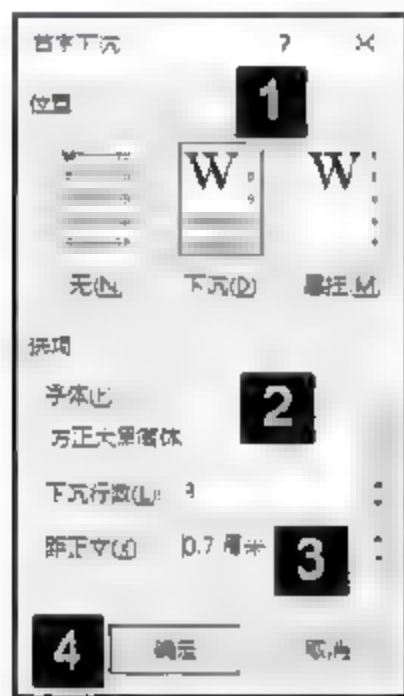 首字下沉 ? ×
位置
1
W W
无(N) 下沉(D) 悬挂(M)
选项
字体(F)
2
方正大黑简体
下沉行数(L):
距正文(X) 0.7 厘米
3
4 确定 取消